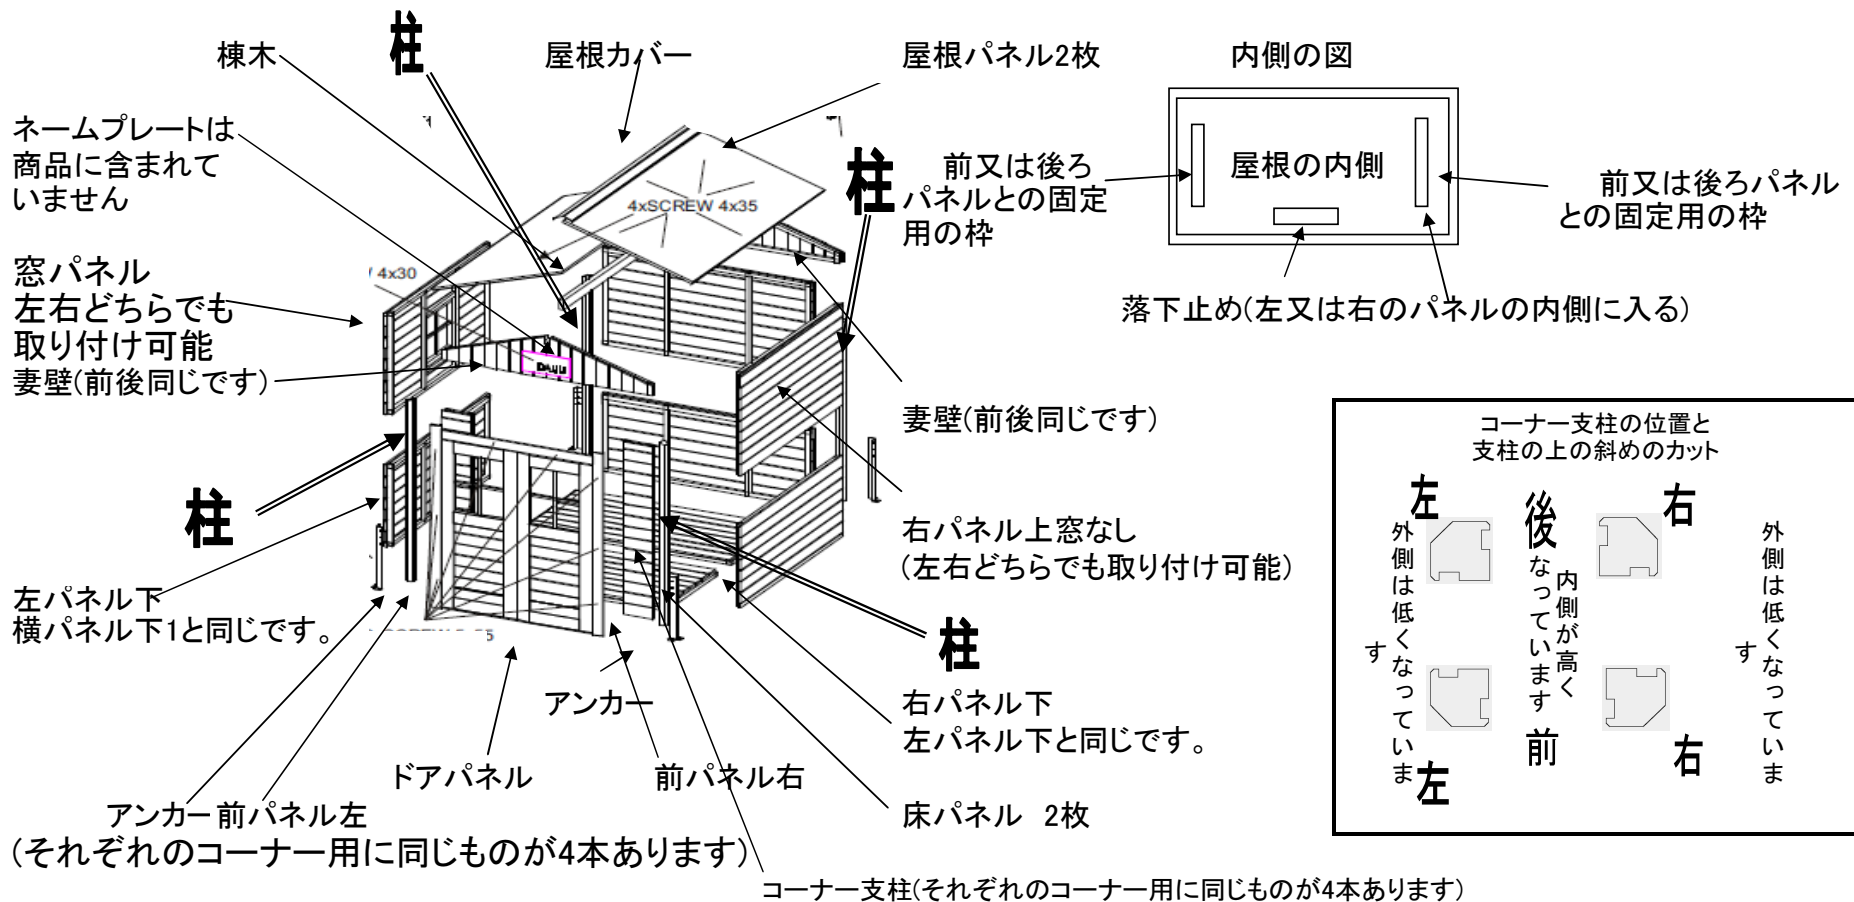 棟木
柱
屋根カバー
屋根パネル2枚
内側の図
ネームプレートは
商品に含まれて
いません
柱
前又は後ろ
パネルとの固定
用の枠
屋根の内側
前又は後ろパネル
との固定用の枠
4xSCREW 4x35
4x30
窓パネル
左右どちらでも
取り付け可能
妻壁(前後同じです)
落下止め(左又は右のパネルの内側に入る)
妻壁(前後同じです)
柱
右パネル上窓なし
(左右どちらでも取り付け可能)
左パネル下
横パネル下1と同じです。
柱
アンカー
右パネル下
左パネル下と同じです。
ドアパネル
前パネル右
アンカー前パネル左
床パネル 2枚
(それぞれのコーナー用に同じものが4本あります)
コーナー支柱(それぞれのコーナー用に同じものが4本あります)
コーナー支柱の位置と
支柱の上の斜めのカット
左
後
右
外側は低くなっていま
す
内側が高く
なっています
外側は低くなっていま
す
左
前
右